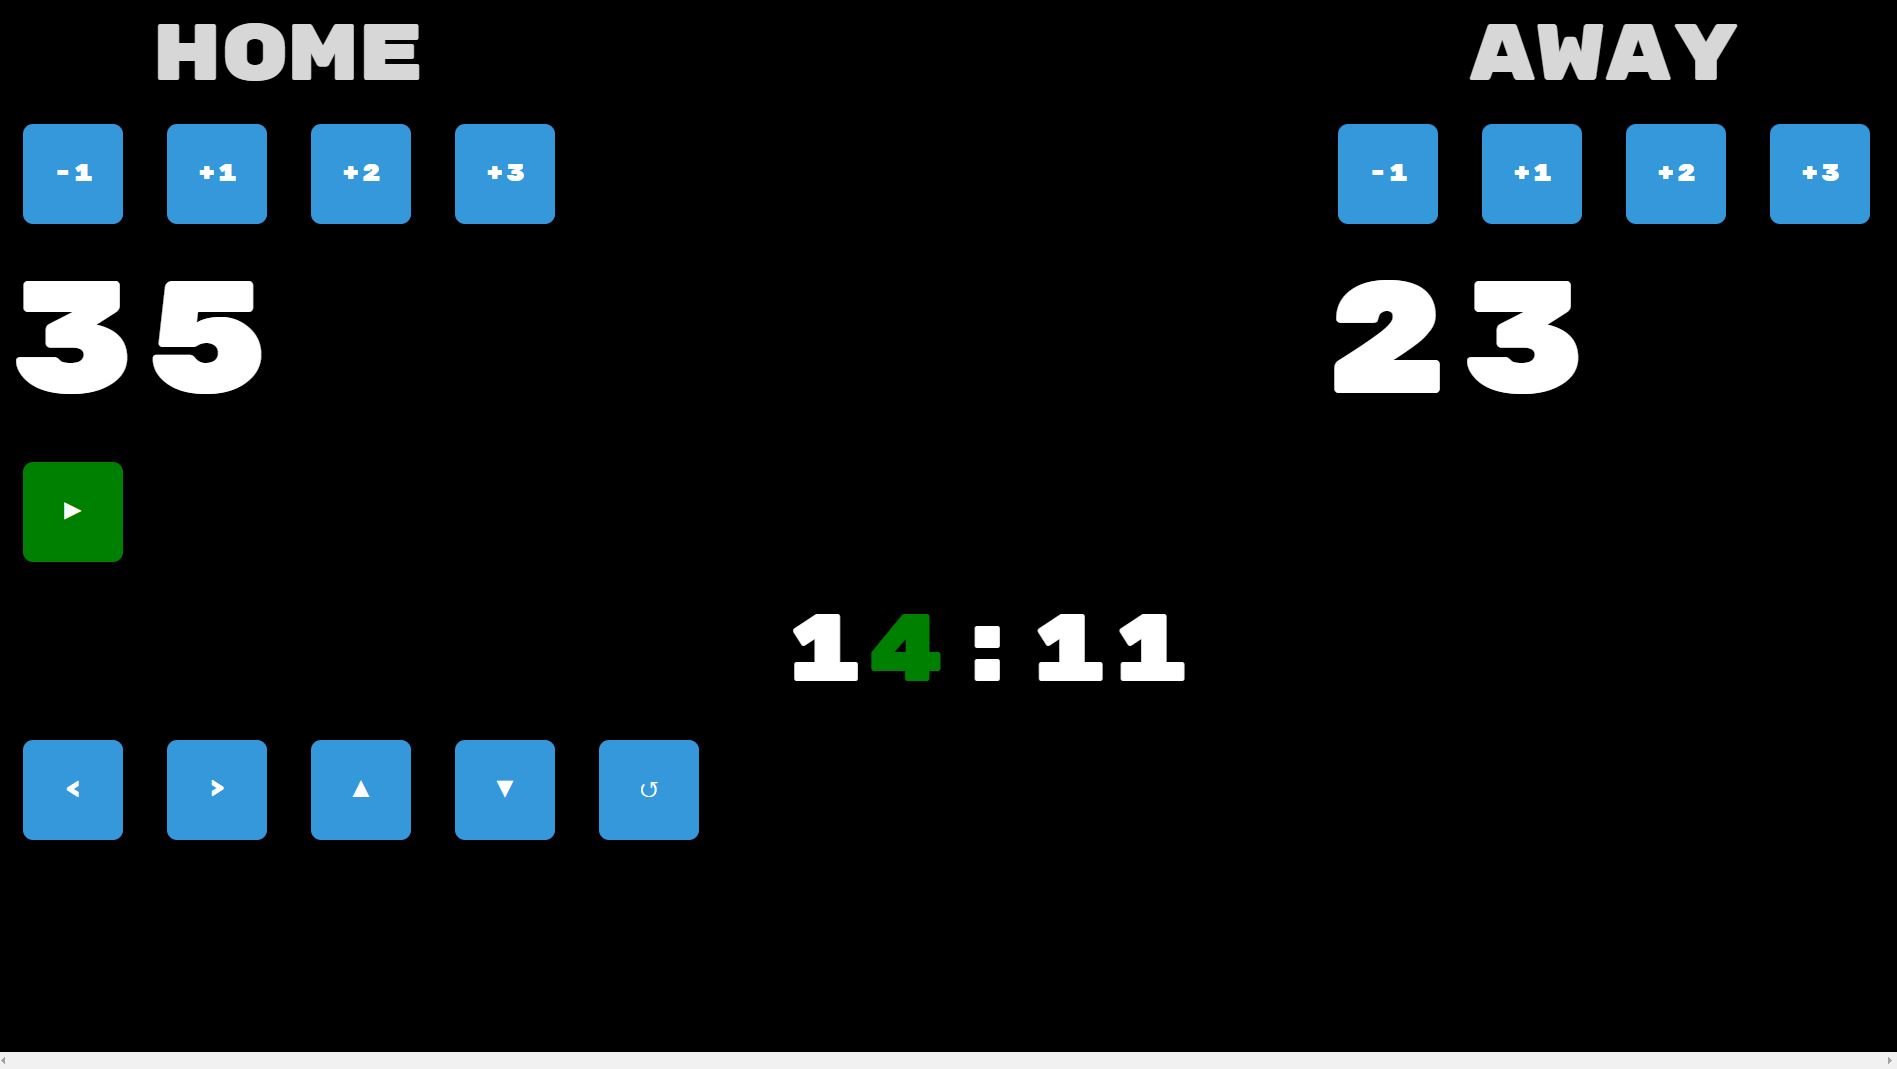 HOME AWAY
-1 +1 +2 +3 -1 +1 +2 +3
35 23
▶
14:11
< > ▲ ▼ ↺